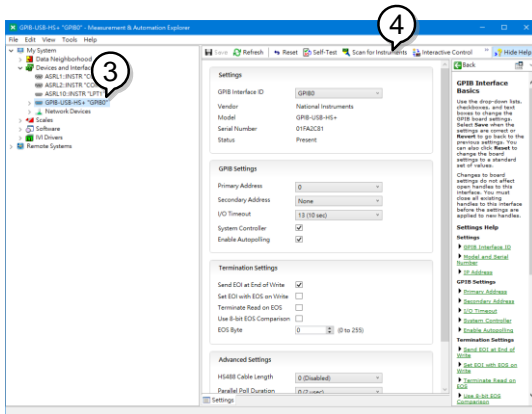 GPIB-USB-HS+ "GPIB0" - Measurement & Automation Explorer
File Edit View Tools Help
4
3
My System
Data Neighborhood
Devices and Interfac
ASRL1::INSTR "CO
ASRL2::INSTR "CO
ASRL10::INSTR "LPT1"
GPIB-USB-HS+ "GPIB0"
Network Devices
Scales
Software
IVI Drivers
Remote Systems
Save Refresh Reset Self-Test Scan for Instruments Interactive Control Hide Help
Settings
GPIB Interface ID GPIB0
Vendor National Instruments
Model GPIB-USB-HS+
Serial Number 01FA2C81
Status Present
GPIB Settings
Primary Address 0
Secondary Address None
I/O Timeout 13 (10 sec)
System Controller
Enable Autopolling
Termination Settings
Send EOI at End of Write
Set EOI with EOS on Write
Terminate Read on EOS
Use 8-bit EOS Comparison
EOS Byte 0 (0 to 255)
Advanced Settings
HS488 Cable Length 0 (Disabled)
Parallel Poll Duration
Settings
Back
GPIB Interface
Basics
Use the drop-down lists,
checkboxes, and text
boxes to change the
GPIB board settings.
Select Save when the
settings are correct or
Revert to go back to the
previous settings. You
can also click Reset to
change the board
settings to a standard
set of values.
Changes to board
settings do not affect
open handles to this
interface. You must
close all existing
handles to this interface
before the settings are
applied to new handles.
Settings Help
Settings
GPIB Interface ID
Model and Serial
Number
IP Address
GPIB Settings
Primary Address
Secondary Address
I/O Timeout
System Controller
Enable Autopolling
Termination Settings
Send EOI at End of
Write
Set EOI with EOS on
Write
Terminate Read on
EOS
Use 8-bit EOS
Comparison